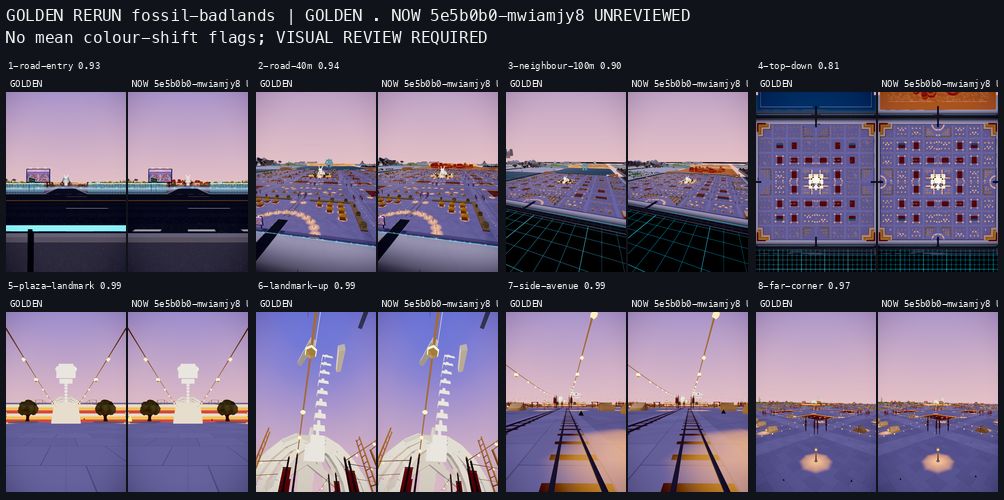 GOLDEN RERUN fossil-badlands | GOLDEN . NOW 5e5b0b0-mwiamjy8 UNREVIEWED
No mean colour-shift flags; VISUAL REVIEW REQUIRED
1-road-entry 0.93
GOLDEN NOW 5e5b0b0-mwiamjy8 U
2-road-40m 0.94
GOLDEN NOW 5e5b0b0-mwiamjy8 U
3-neighbour-100m 0.90
GOLDEN NOW 5e5b0b0-mwiamjy8 U
4-top-down 0.81
GOLDEN NOW 5e5b0b0-mwiamjy8 U
5-plaza-landmark 0.99
GOLDEN NOW 5e5b0b0-mwiamjy8 U
6-landmark-up 0.99
GOLDEN NOW 5e5b0b0-mwiamjy8 U
7-side-avenue 0.99
GOLDEN NOW 5e5b0b0-mwiamjy8 U
8-far-corner 0.97
GOLDEN NOW 5e5b0b0-mwiamjy8 U